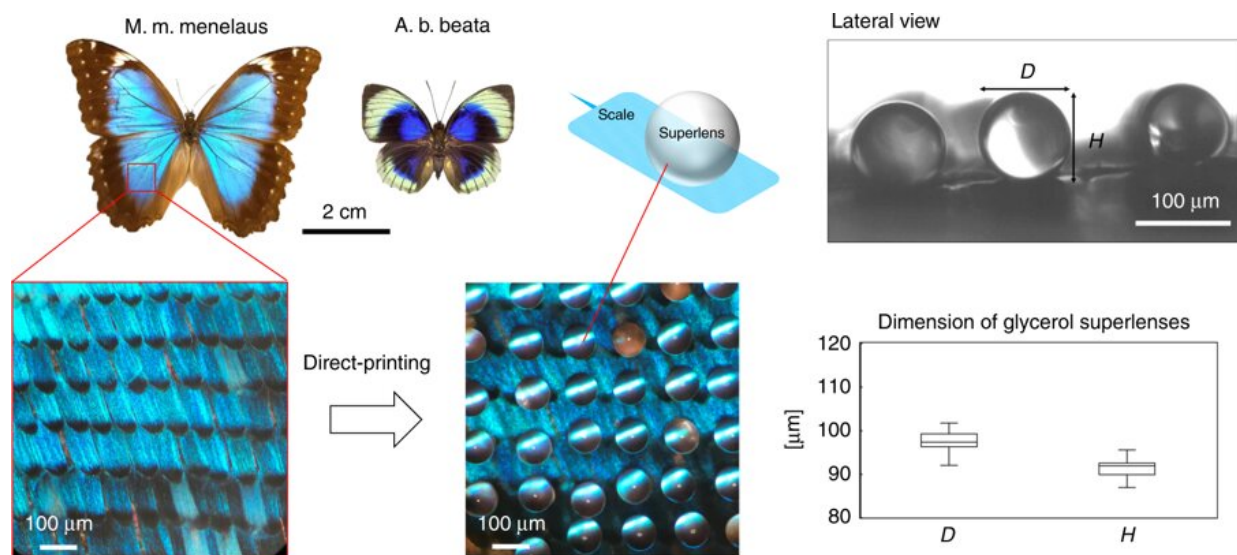 M. m. menelaus
A. b. beata
Lateral view
Scale
Superlens
D
H
2 cm
100 μm
Direct-printing
100 μm
100 μm
Dimension of glycerol superlenses
120
110
100
90
80
[μm]
D
H